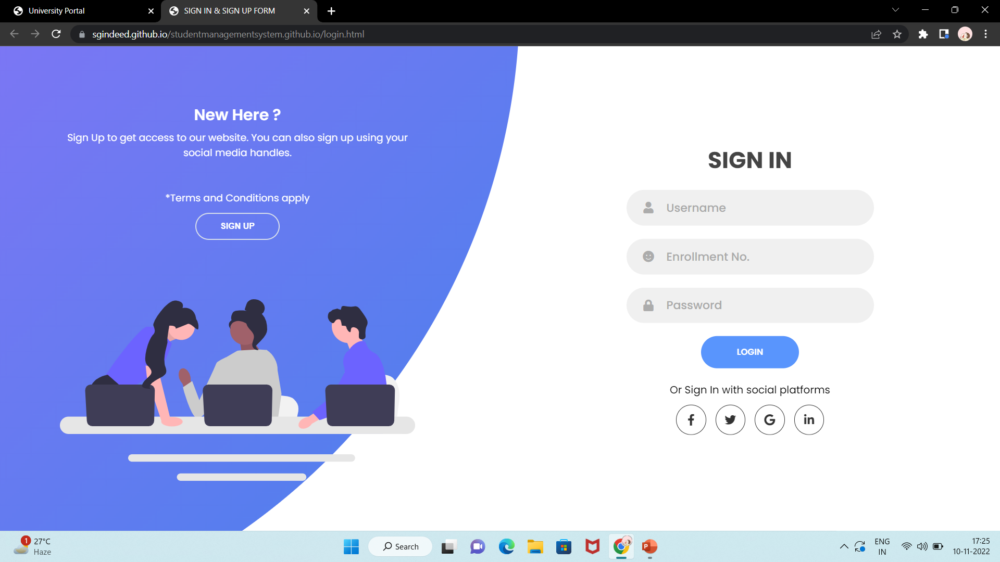 University Portal
SIGN IN & SIGN UP FORM
sgindeed.github.io/studentmanagementsystem.github.io/login.html
New Here ?
Sign Up to get access to our website. You can also sign up using your
social media handles.
*Terms and Conditions apply
SIGN UP
SIGN IN
Username
Enrollment No.
Password
LOGIN
Or Sign In with social platforms
1
27°C
Haze
Search
P
ENG
IN
17:25
10-11-2022